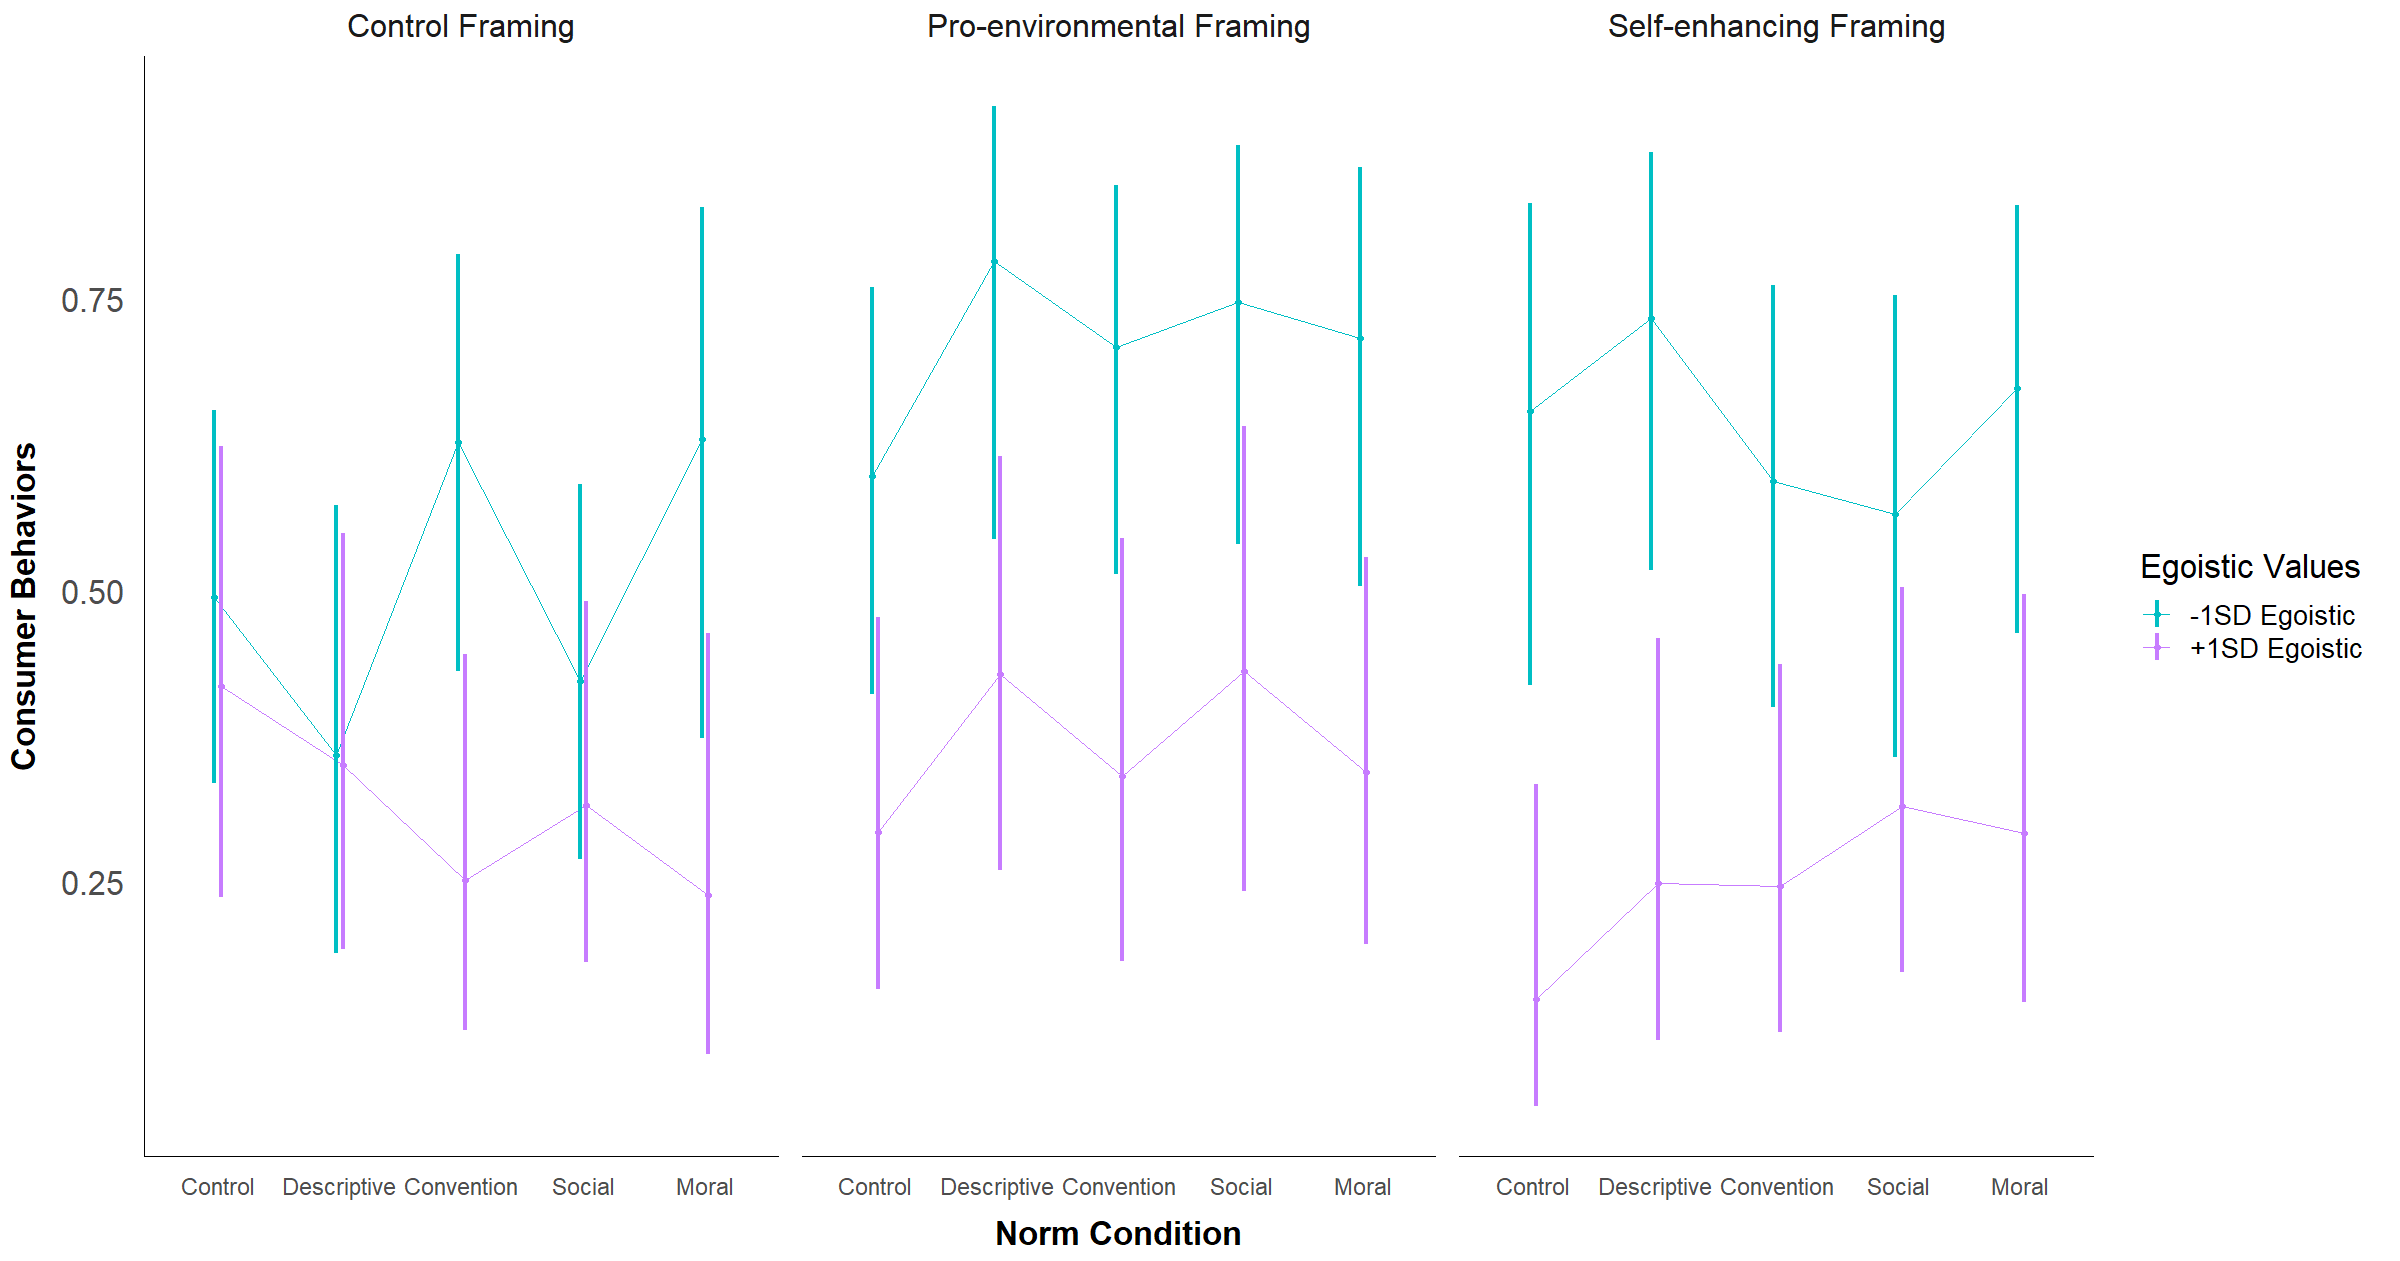 Control Framing
Pro-environmental Framing
Self-enhancing Framing
Consumer Behaviors
0.75
0.50
0.25
Control Descriptive Convention Social Moral
Control Descriptive Convention Social Moral
Control Descriptive Convention Social Moral
Norm Condition
Egoistic Values
-1SD Egoistic
+1SD Egoistic